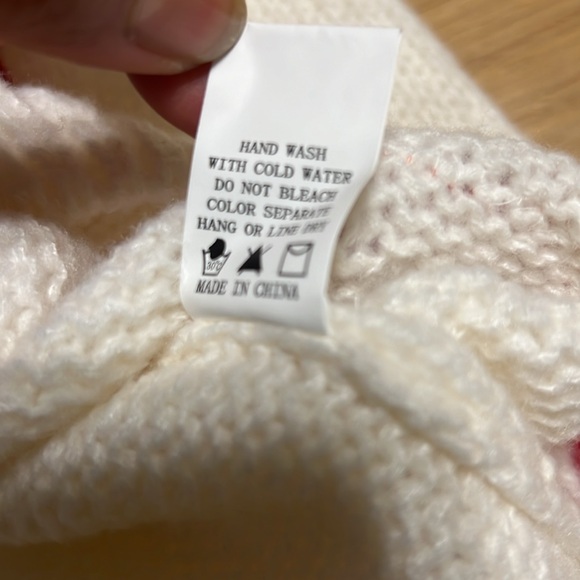 HAND WASH
WITH COLD WATER
DO NOT BLEACH
COLOR SEPARATE
HANG OR LINE DRY
30°C
MADE IN CHINA